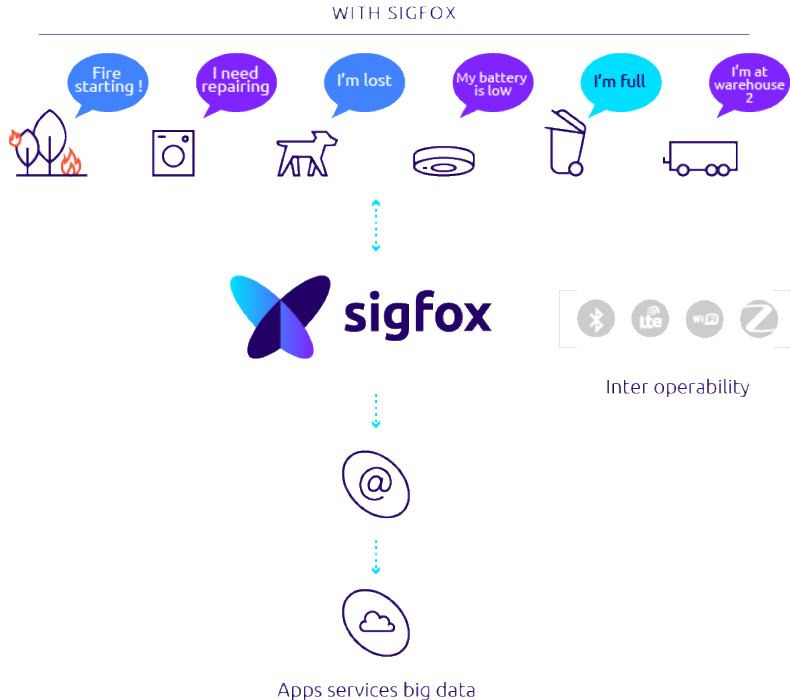 WITH SIGFOX
Fire
starting !
I need
repairing
I'm lost
My battery
is low
I'm full
I'm at
warehouse
2
sigfox
Lte
WiFi
Z
Inter operability
@
Apps services big data